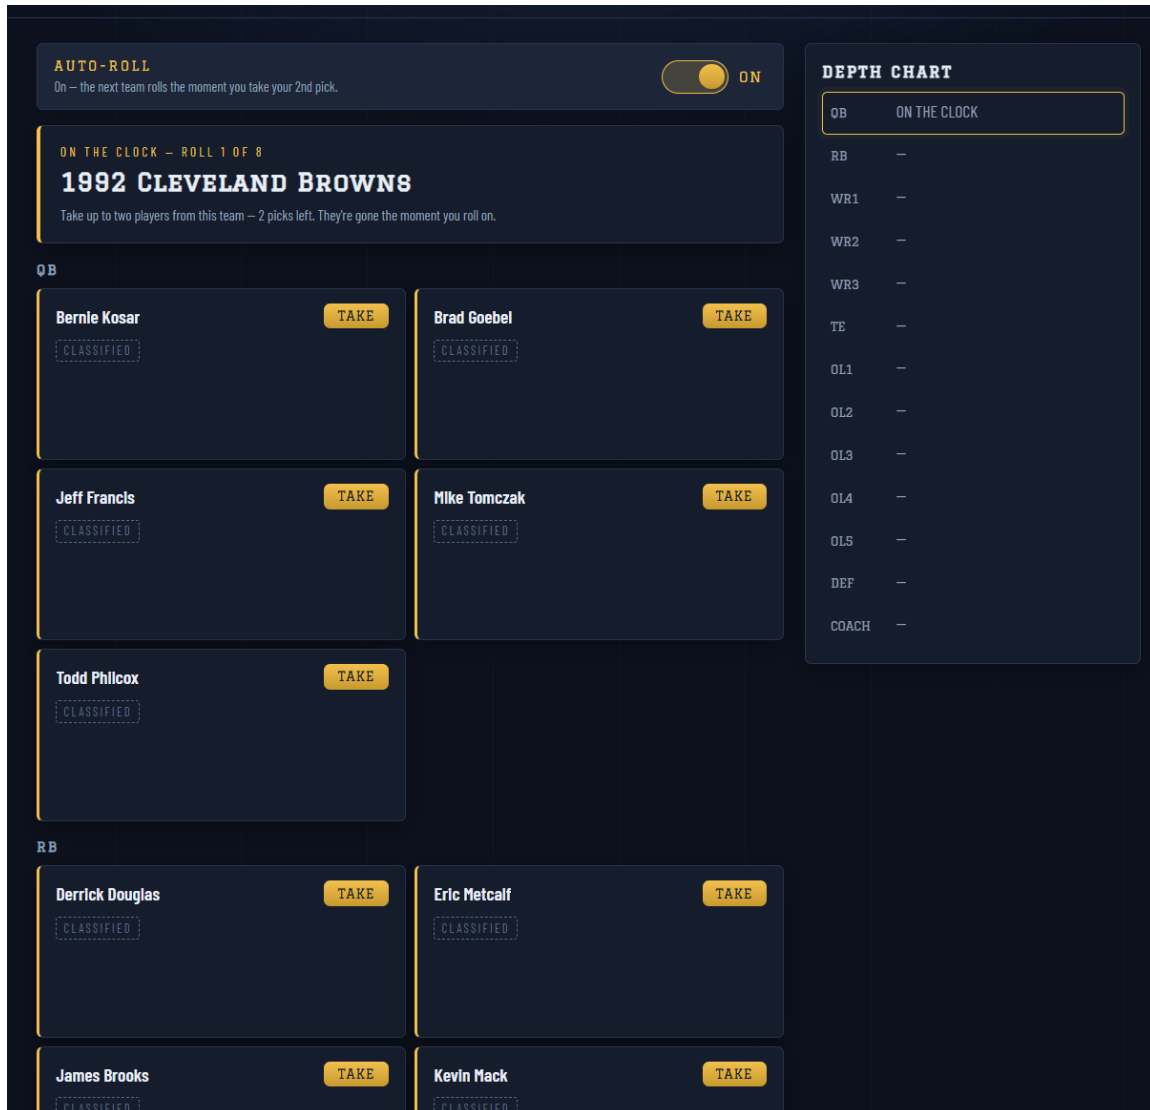 AUTO-ROLL
On — the next team rolls the moment you take your 2nd pick.
ON
ON THE CLOCK — ROLL 1 OF 8
1992 Cleveland Browns
Take up to two players from this team — 2 picks left. They're gone the moment you roll on.
QB
Bernie Kosar
TAKE
CLASSIFIED
Brad Goebel
TAKE
CLASSIFIED
Jeff Francis
TAKE
CLASSIFIED
Mike Tomczak
TAKE
CLASSIFIED
Todd Philcox
TAKE
CLASSIFIED
RB
Derrick Douglas
TAKE
CLASSIFIED
Eric Metcalf
TAKE
CLASSIFIED
James Brooks
TAKE
CLASSIFIED
Kevin Mack
TAKE
CLASSIFIED
DEPTH CHART
QB ON THE CLOCK
RB —
WR1 —
WR2 —
WR3 —
TE —
OL1 —
OL2 —
OL3 —
OL4 —
OL5 —
DEF —
COACH —